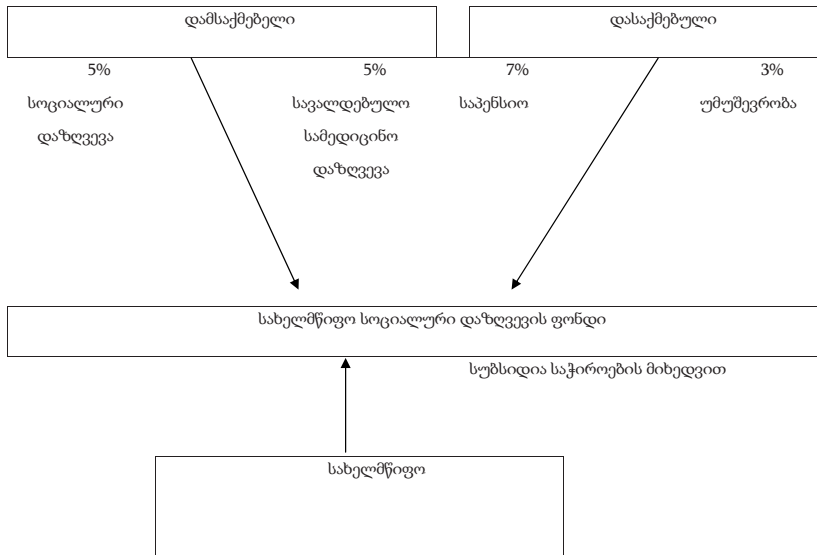 დამსაქმებელი
დასაქმებული
5%
5%
7%
3%
სოციალური
დაზღვევა
სავალდებულო
სამედიცინო
დაზღვევა
საპენსიო
უმუშევრობა
სახელმწიფო სოციალური დაზღვევის ფონდი
სუბსიდია საჭიროების მიხედვით
სახელმწიფო